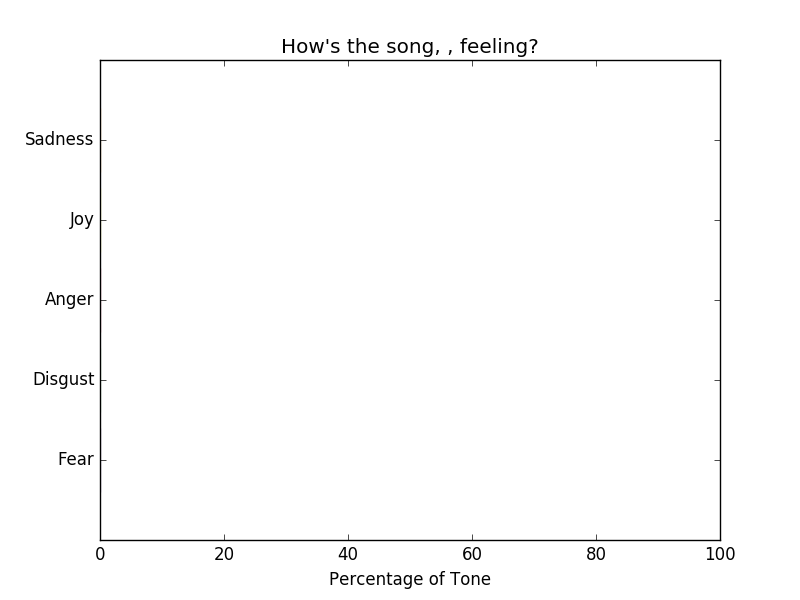 How's the song, , feeling?
Sadness
Joy
Anger
Disgust
Fear
0 20 40 60 80 100
Percentage of Tone